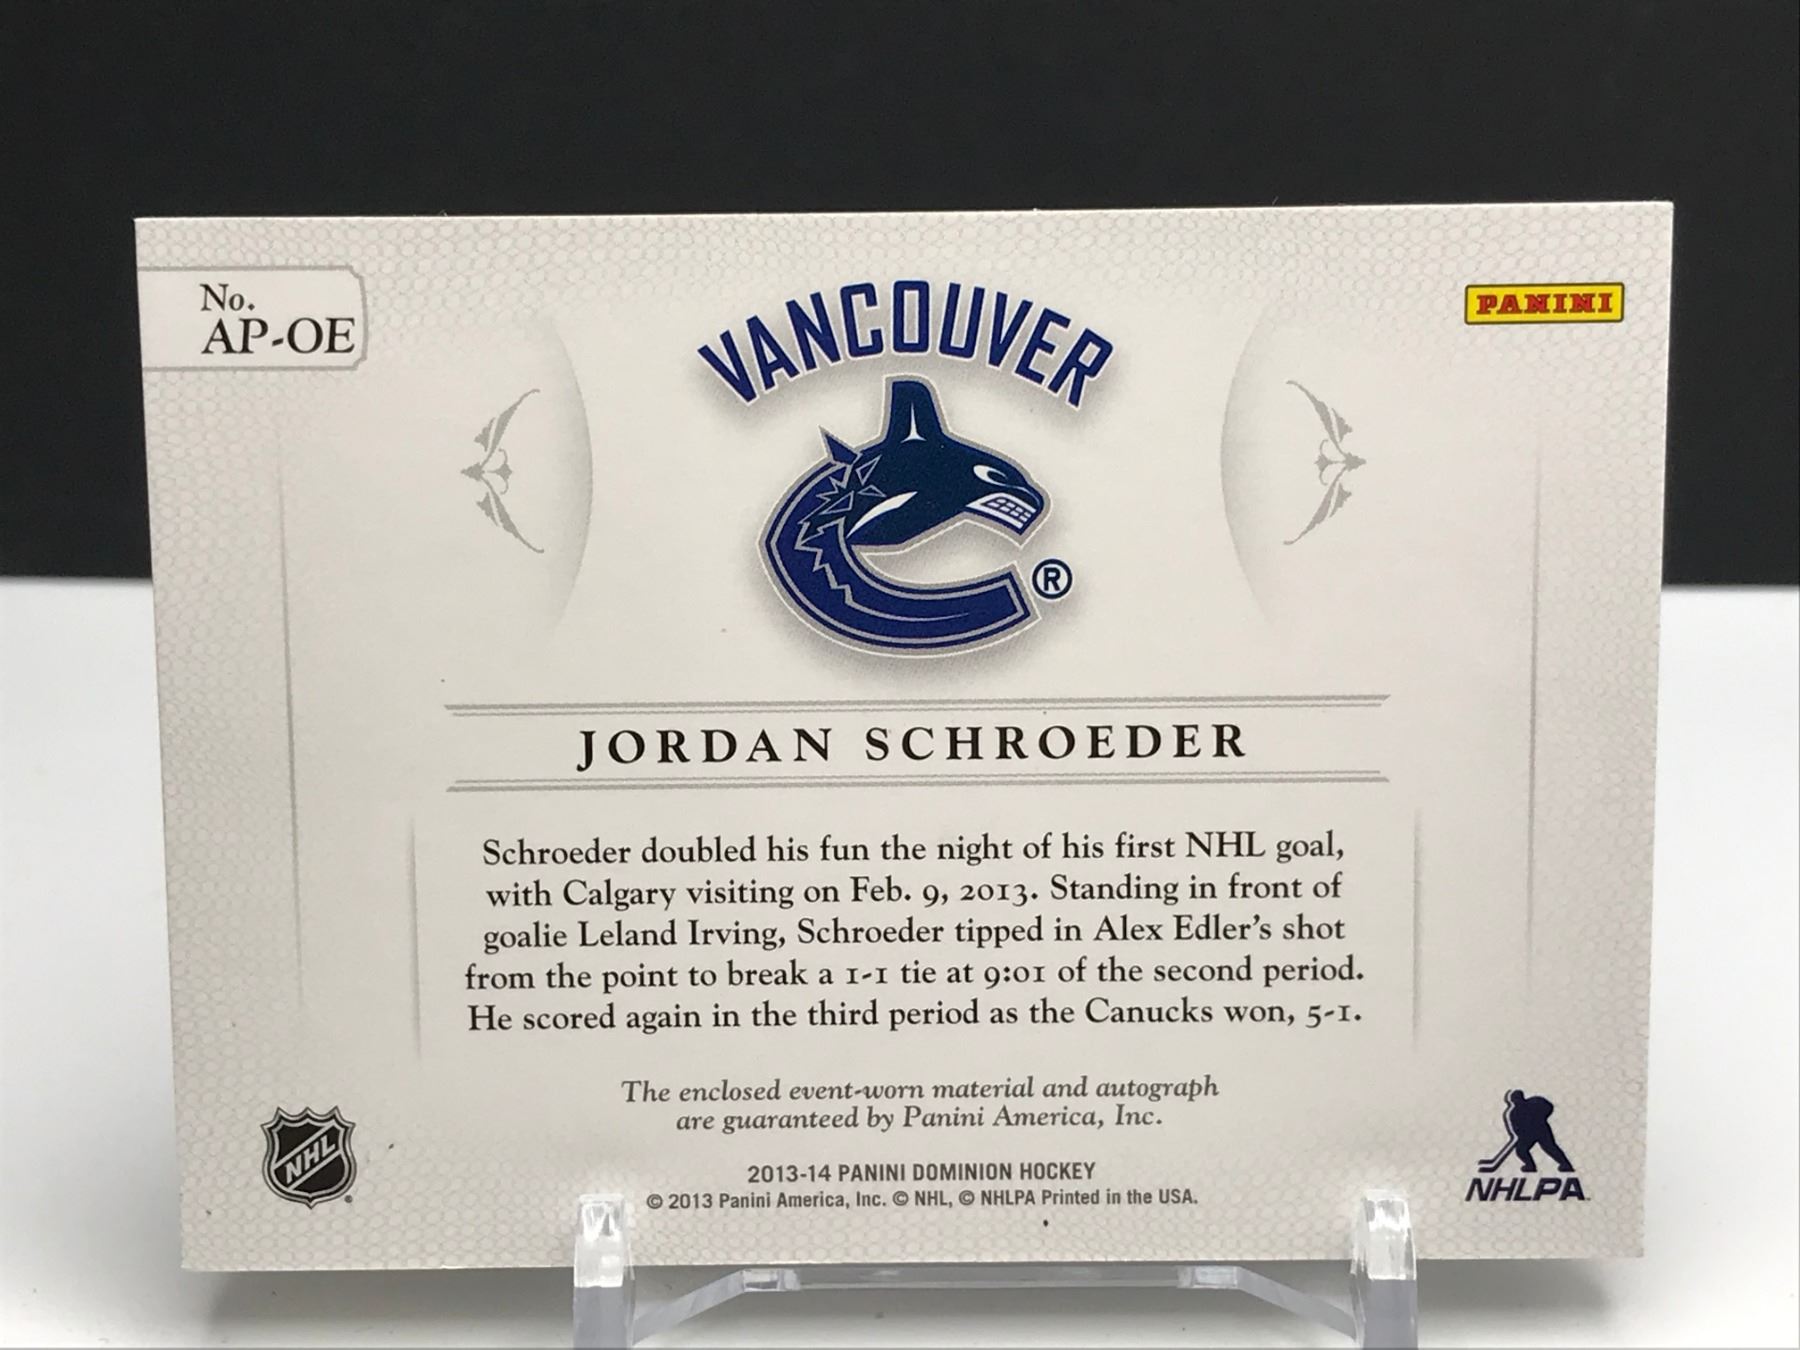 No.
AP-OE
PANINI
VANCOUVER
®
JORDAN SCHROEDER
Schroeder doubled his fun the night of his first NHL goal,
with Calgary visiting on Feb. 9, 2013. Standing in front of
goalie Leland Irving, Schroeder tipped in Alex Edler's shot
from the point to break a 1-1 tie at 9:01 of the second period.
He scored again in the third period as the Canucks won, 5-1.
The enclosed event-worn material and autograph
are guaranteed by Panini America, Inc.
NHL
2013-14 PANINI DOMINION HOCKEY
© 2013 Panini America, Inc. © NHL, © NHLPA Printed in the USA.
NHLPA